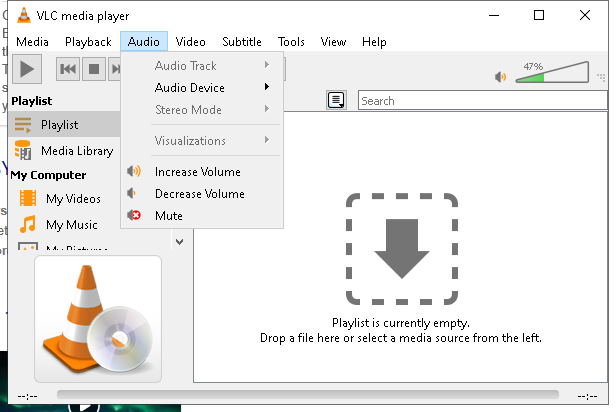 VLC media player
Media Playback Audio Video Subtitle Tools View Help
Audio Track
Audio Device
Stereo Mode
Visualizations
Increase Volume
Decrease Volume
Mute
47%
Playlist
Playlist
Media Library
My Computer
My Videos
My Music
My Pictures
Search
Playlist is currently empty.
Drop a file here or select a media source from the left.
--:-- --:--